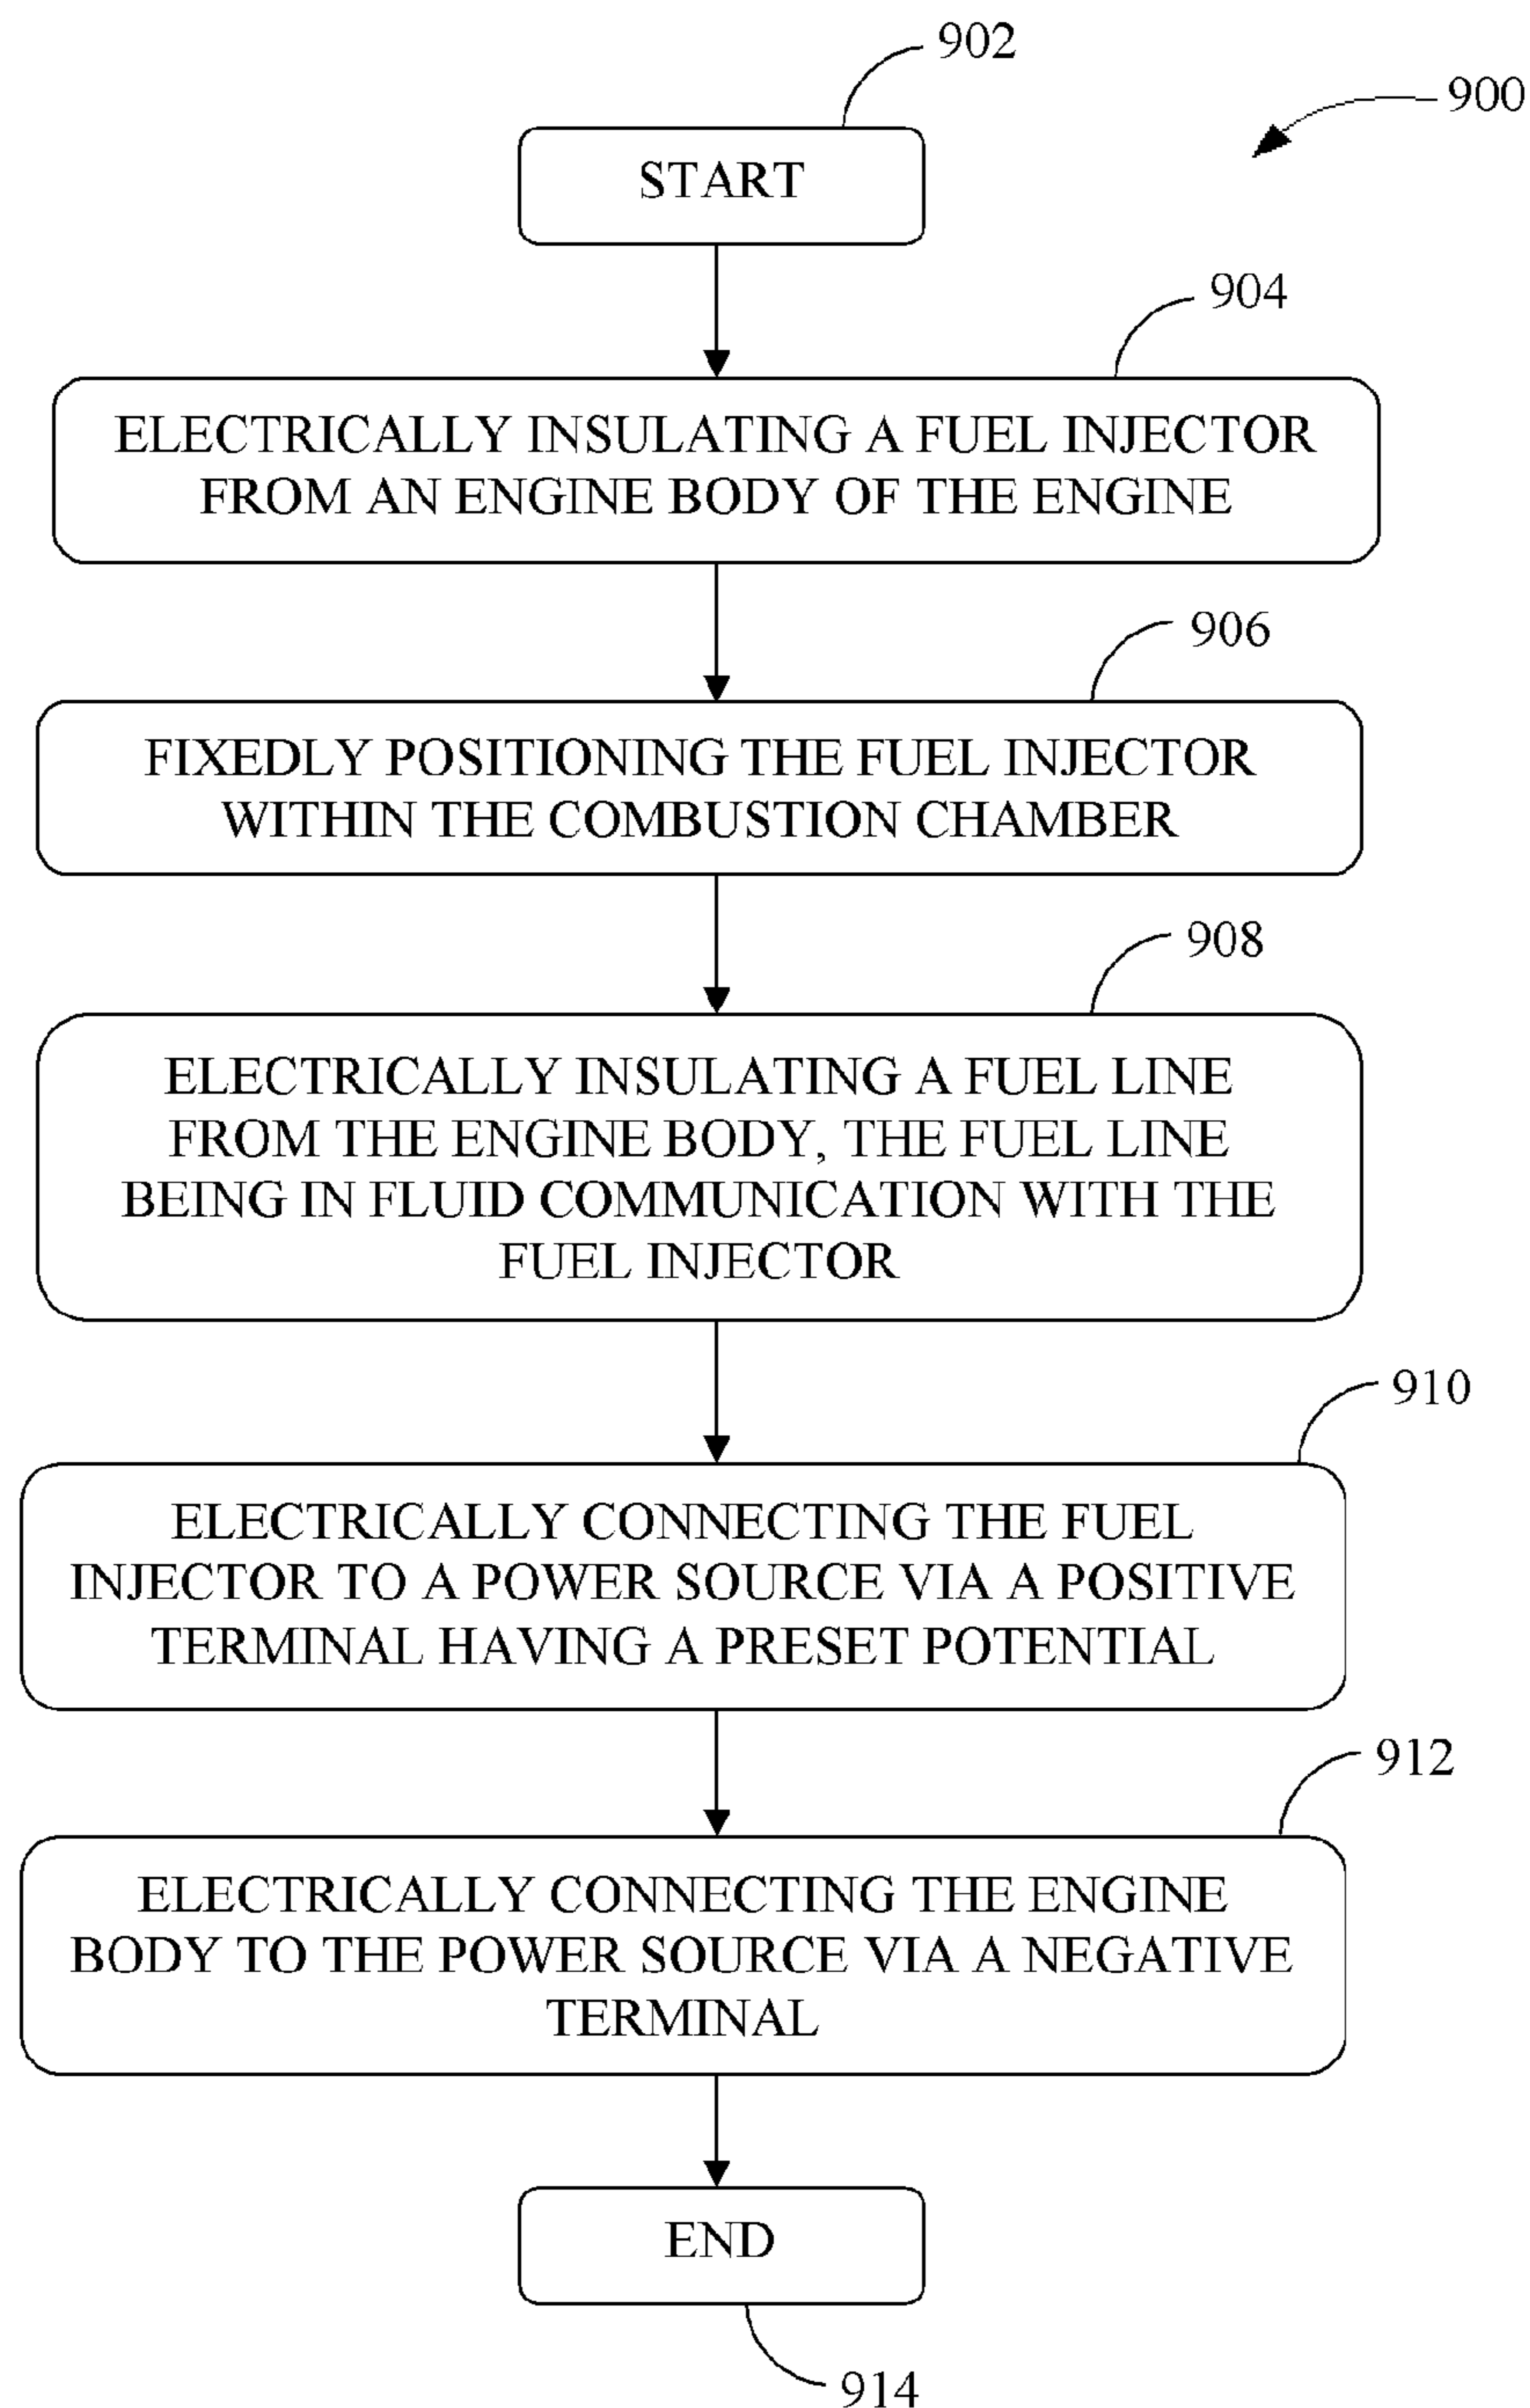 902
900
START
904
ELECTRICALLY INSULATING A FUEL INJECTOR
FROM AN ENGINE BODY OF THE ENGINE
906
FIXEDLY POSITIONING THE FUEL INJECTOR
WITHIN THE COMBUSTION CHAMBER
908
ELECTRICALLY INSULATING A FUEL LINE
FROM THE ENGINE BODY, THE FUEL LINE
BEING IN FLUID COMMUNICATION WITH THE
FUEL INJECTOR
910
ELECTRICALLY CONNECTING THE FUEL
INJECTOR TO A POWER SOURCE VIA A POSITIVE
TERMINAL HAVING A PRESET POTENTIAL
912
ELECTRICALLY CONNECTING THE ENGINE
BODY TO THE POWER SOURCE VIA A NEGATIVE
TERMINAL
END
914